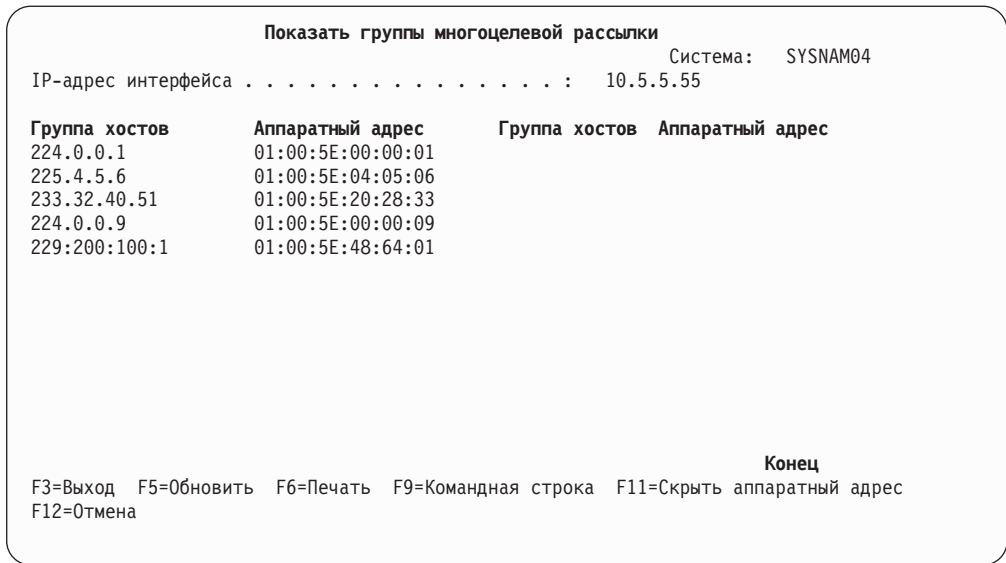 Показать группы многоцелевой рассылки
Система: SYSNAM04
IP-адрес интерфейса . . . . . . . . . . . . . . . : 10.5.5.55
Группа хостов Аппаратный адрес Группа хостов Аппаратный адрес
224.0.0.1 01:00:5E:00:00:01
225.4.5.6 01:00:5E:04:05:06
233.32.40.51 01:00:5E:20:28:33
224.0.0.9 01:00:5E:00:00:09
229:200:100:1 01:00:5E:48:64:01
Конец
F3=Выход F5=Обновить F6=Печать F9=Командная строка F11=Скрыть аппаратный адрес
F12=Отмена